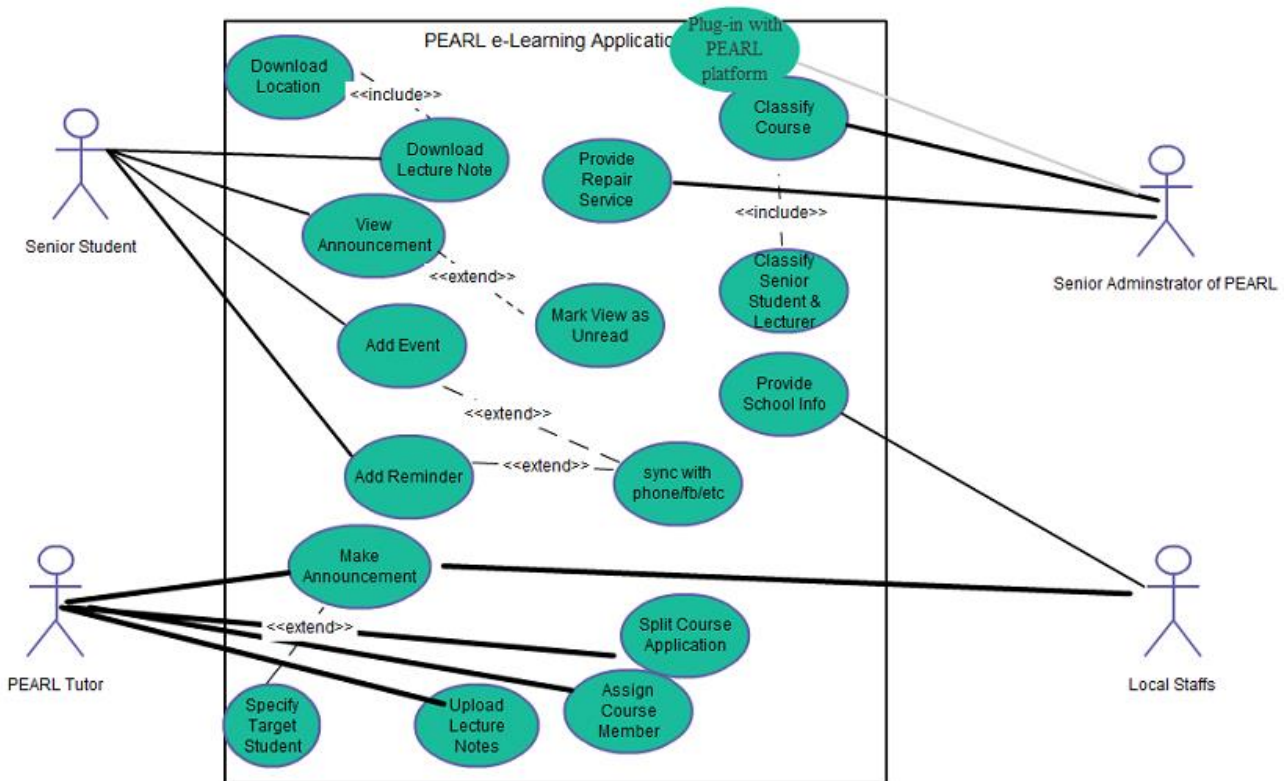 PEARL e-Learning Applicatio
Plug-in with
PEARL
platform
Download
Location
<<include>>
Classify
Course
Download
Lecture Note
Provide
Repair
Service
<<include>>
View
Announcement
Senior Student
<<extend>>
Classify
Senior
Student &
Lecturer
Senior Adminstrator of PEARL
Mark View as
Unread
Add Event
Provide
School Info
<<extend>>
Add Reminder
<<extend>>
sync with
phone/fb/etc
Make
Announcement
<<extend>>
Split Course
Application
PEARL Tutor
Local Staffs
Specify
Target
Student
Upload
Lecture
Notes
Assign
Course
Member